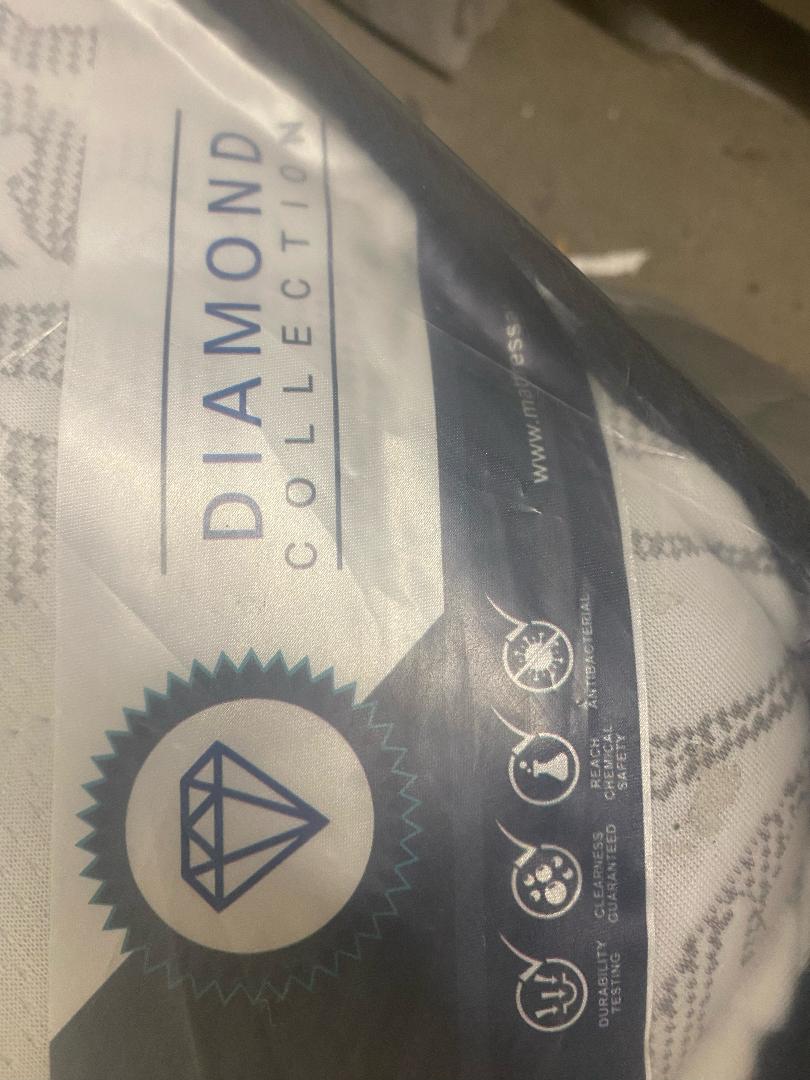 DIAMOND
COLLECTION
DURABILITY
TESTING
CLEARNESS
GUARANTEED
REACH
CHEMICAL
SAFETY
ANTIBACTERIAL